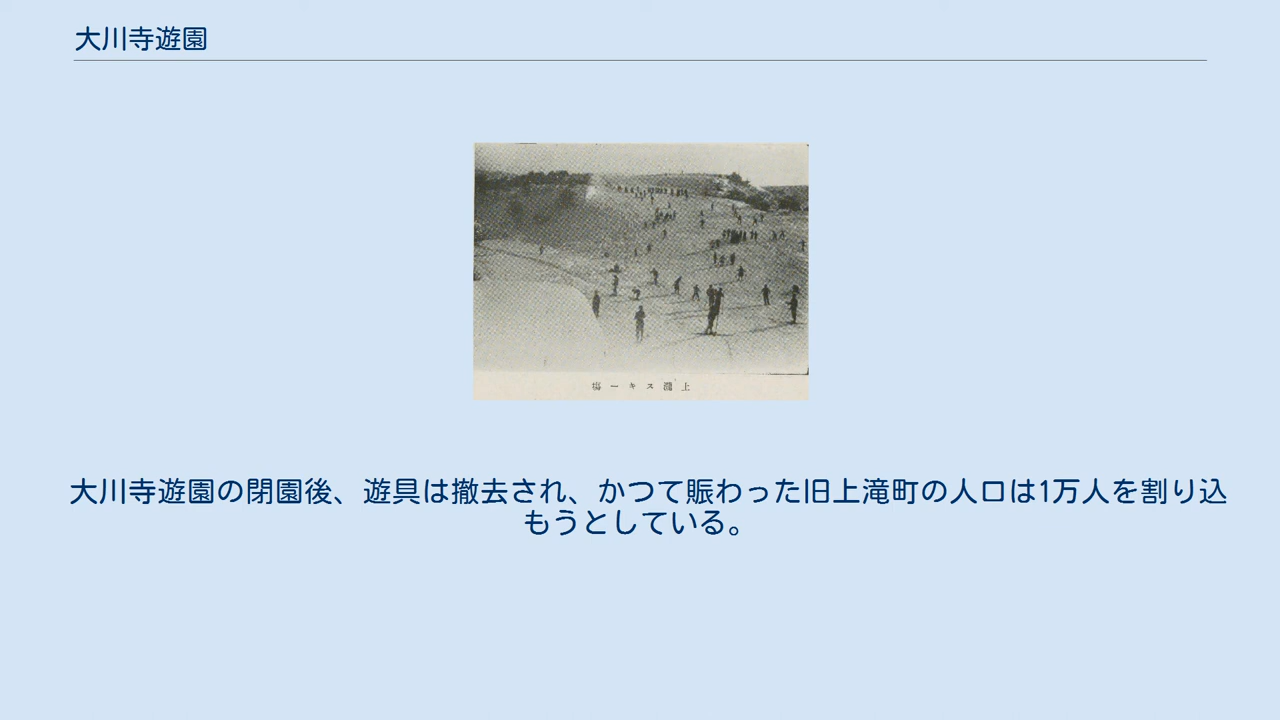 大川寺遊園
場一キス瀧上
大川寺遊園の閉園後、遊具は撤去され、かつて賑わった旧上滝町の人口は1万人を割り込
もうとしている。